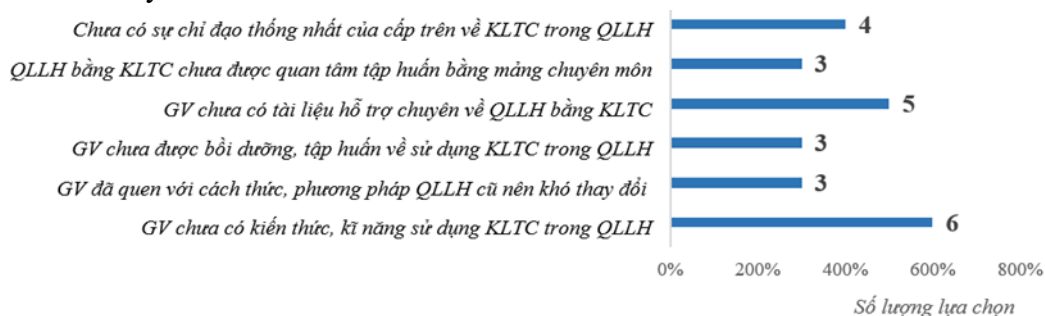 Chưa có sự chỉ đạo thống nhất của cấp trên về KLTC trong QLLH
4
QLLH bằng KLTC chưa được quan tâm tập huấn bằng mảng chuyên môn
3
GV chưa có tài liệu hỗ trợ chuyên về QLLH bằng KLTC
5
GV chưa được bồi dưỡng, tập huấn về sử dụng KLTC trong QLLH
3
GV đã quen với cách thức, phương pháp QLLH cũ nên khó thay đổi
3
GV chưa có kiến thức, kĩ năng sử dụng KLTC trong QLLH
6
0% 200% 400% 600% 800%
Số lượng lựa chọn